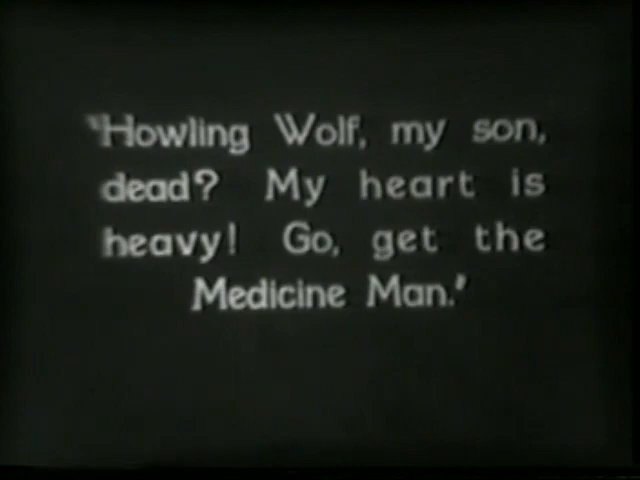 "Howling Wolf, my son,
dead? My heart is
heavy! Go, get the
Medicine Man."